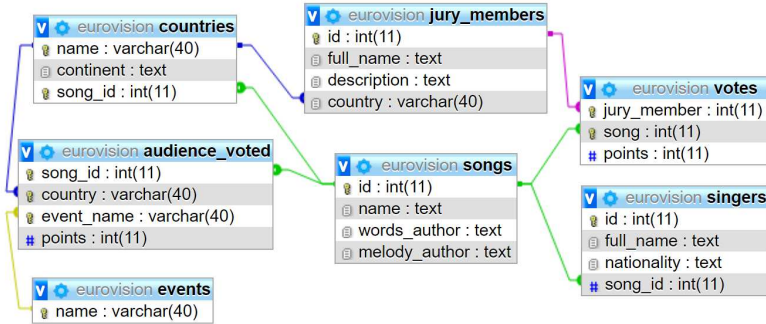 eurovision countries
name : varchar(40)
continent : text
song_id : int(11)
eurovision jury_members
id : int(11)
full_name : text
description : text
country : varchar(40)
eurovision votes
jury_member : int(11)
song : int(11)
# points : int(11)
eurovision audience_voted
song_id : int(11)
country : varchar(40)
event_name : varchar(40)
# points : int(11)
eurovision songs
id : int(11)
name : text
words_author : text
melody_author : text
eurovision singers
id : int(11)
full_name : text
nationality : text
# song_id : int(11)
eurovision events
name : varchar(40)